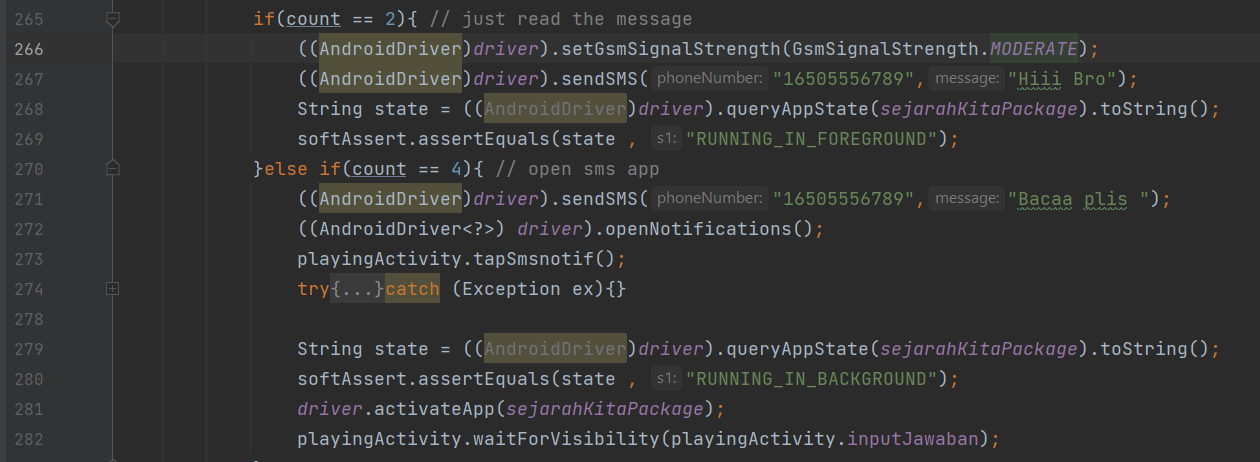 265 if(count == 2){ // just read the message
266 ((AndroidDriver)driver).setGsmSignalStrength(GsmSignalStrength.MODERATE);
267 ((AndroidDriver)driver).sendSMS( phoneNumber: "16505556789", message: "Hiii Bro");
268 String state = ((AndroidDriver)driver).queryAppState(sejarahKitaPackage).toString();
269 softAssert.assertEquals(state , s1: "RUNNING_IN_FOREGROUND");
270 }else if(count == 4){ // open sms app
271 ((AndroidDriver)driver).sendSMS( phoneNumber: "16505556789", message: "Bacaa plis ");
272 ((AndroidDriver<?>) driver).openNotifications();
273 playingActivity.tapSmsnotif();
274 try{...}catch (Exception ex){}
278
279 String state = ((AndroidDriver)driver).queryAppState(sejarahKitaPackage).toString();
280 softAssert.assertEquals(state , s1: "RUNNING_IN_BACKGROUND");
281 driver.activateApp(sejarahKitaPackage);
282 playingActivity.waitForVisibility(playingActivity.inputJawaban);